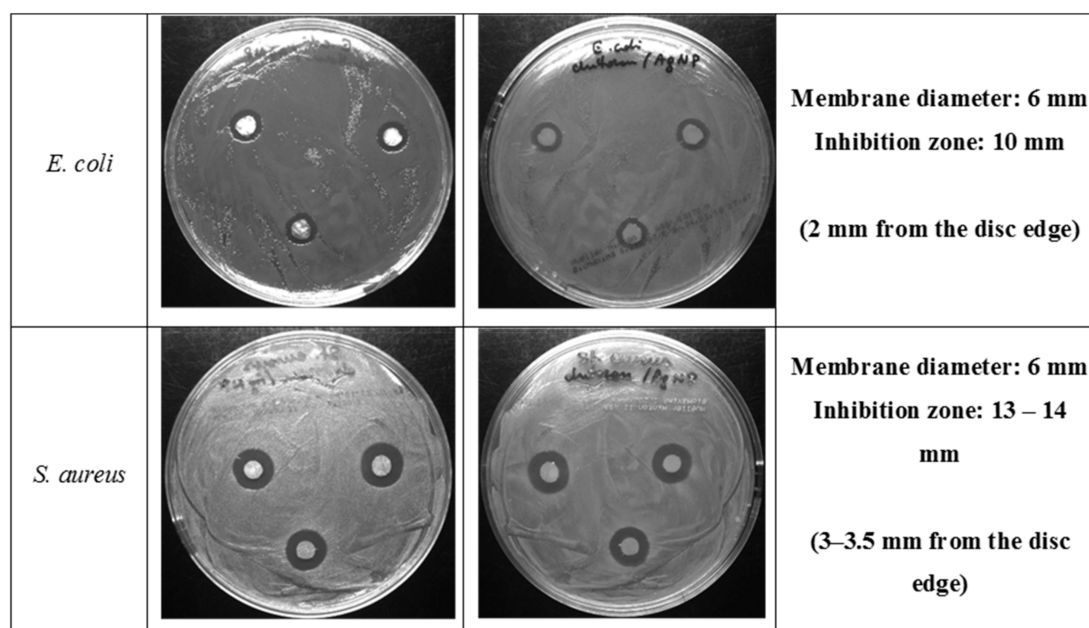 E. coli
E. coli
chitosan / AgNP
Membrane diameter: 6 mm
Inhibition zone: 10 mm
(2 mm from the disc edge)
S. aureus
chitosan / AgNP
Membrane diameter: 6 mm
Inhibition zone: 13 – 14
mm
(3–3.5 mm from the disc
edge)